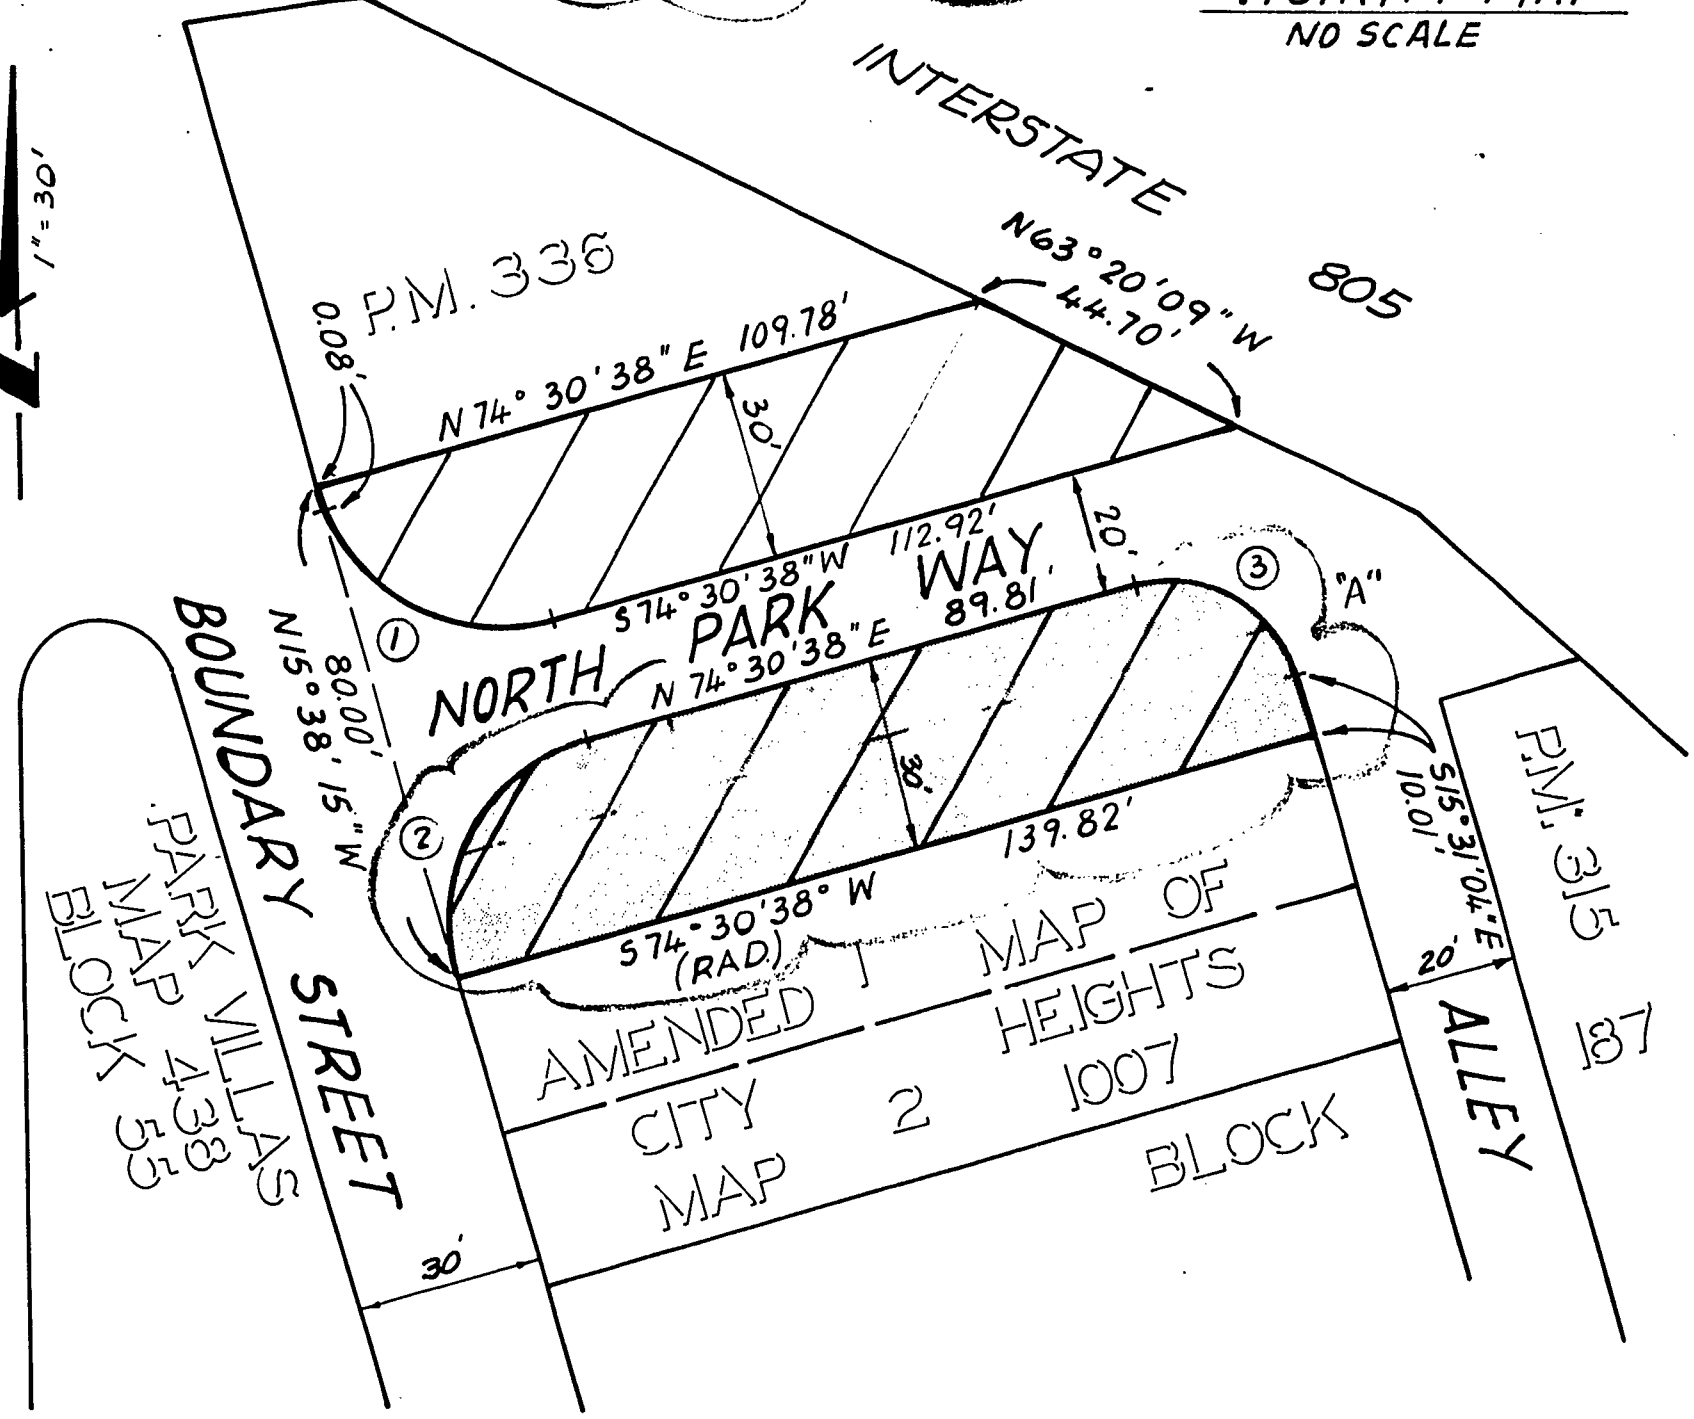 NO SCALE
INTERSTATE
805
1"=30'
N63°20'09"W
44.70'
P.M. 336
0.08'
N 74° 30' 38" E 109.78'
30'
S 74° 30' 38" W 112.92'
20'
NORTH PARK WAY
N 74° 30' 38" E 89.81'
①
②
③
"A"
80.00'
N15° 38' 15" W
BOUNDARY STREET
30'
139.82'
S 74° 30' 38° W
(RAD.)
S15° 31' 04" E
10.01'
P.M. 315
187
20'
ALLEY
PARK VILLAS
MAP 438
BLOCK 55
1
AMENDED MAP OF
CITY HEIGHTS
2
MAP 1007
BLOCK
30'